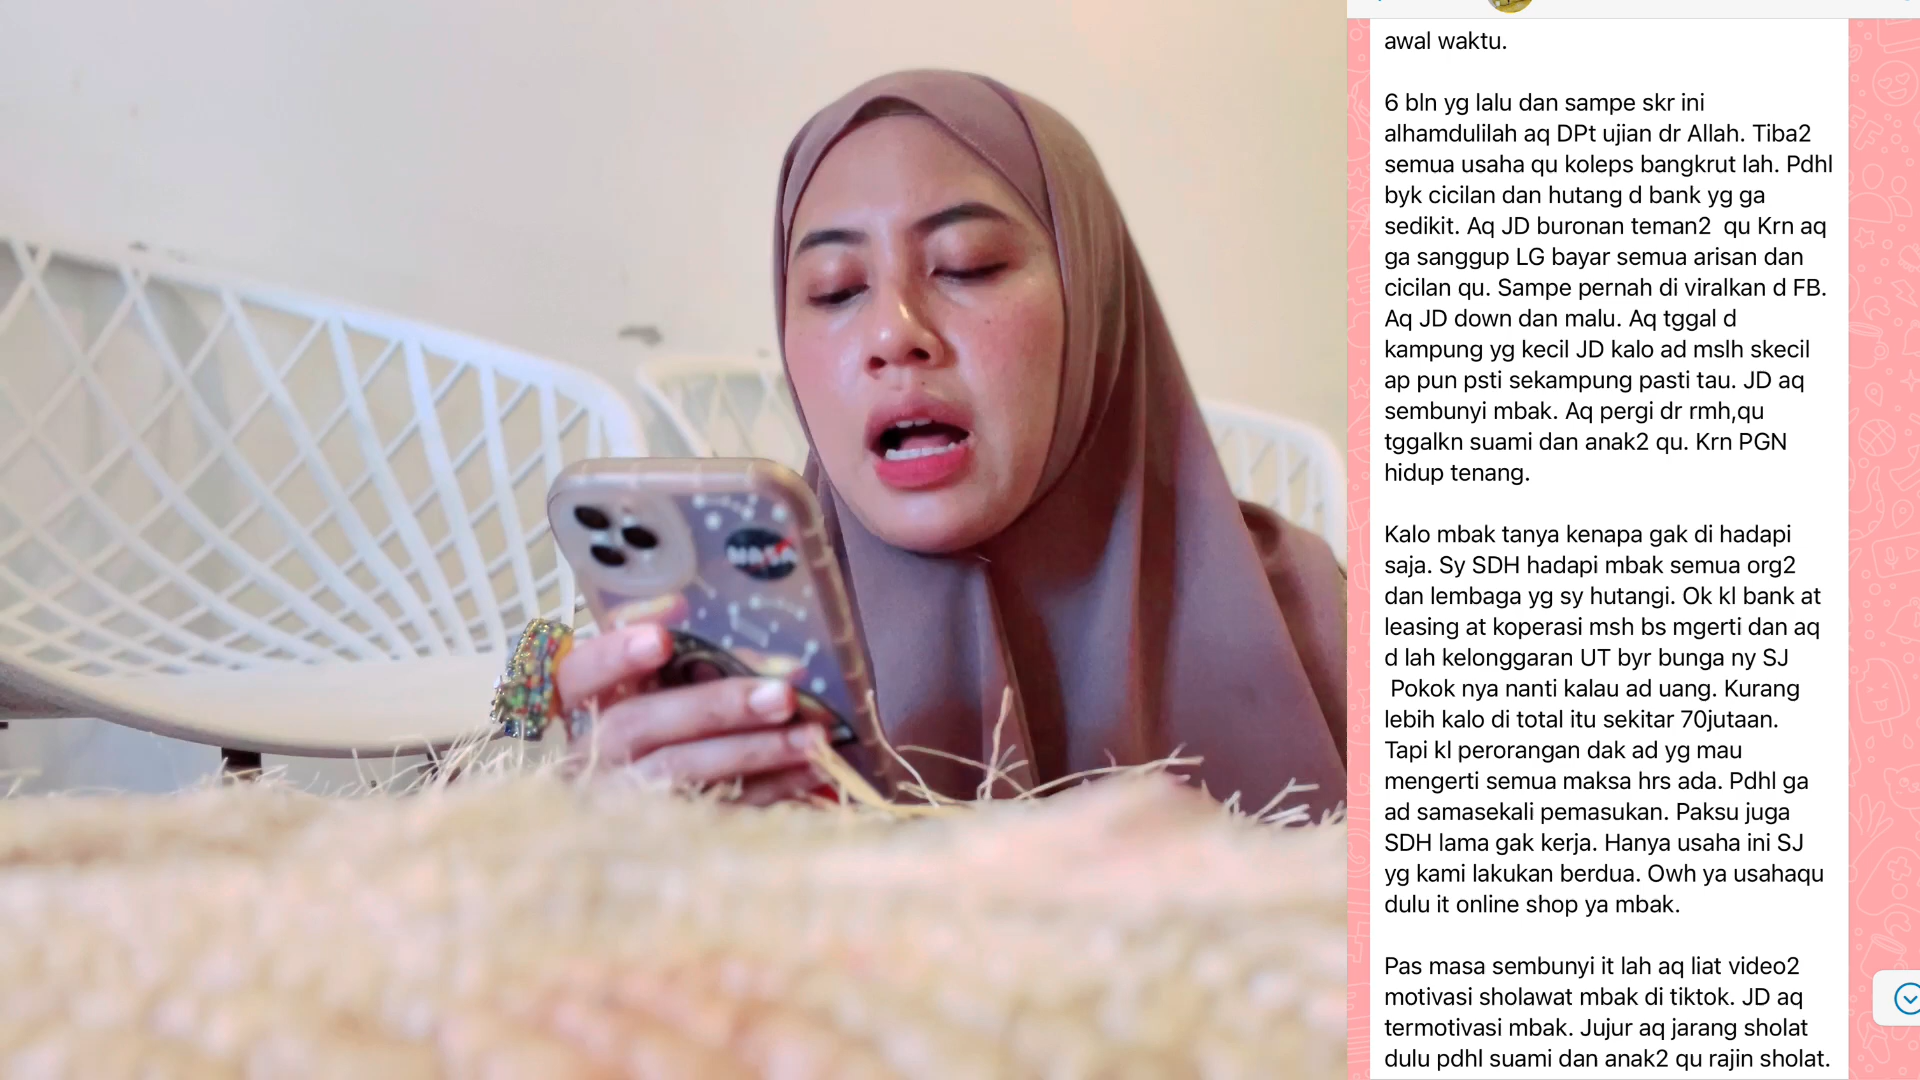 NASA
awal waktu.
6 bln yg lalu dan sampe skr ini
alhamdulilah aq DPt ujian dr Allah. Tiba2
semua usaha qu koleps bangkrut lah. Pdhl
byk cicilan dan hutang d bank yg ga
sedikit. Aq JD buronan teman2  qu Krn aq
ga sanggup LG bayar semua arisan dan
cicilan qu. Sampe pernah di viralkan d FB.
Aq JD down dan malu. Aq tggal d
kampung yg kecil JD kalo ad mslh skecil
ap pun psti sekampung pasti tau. JD aq
sembunyi mbak. Aq pergi dr rmh,qu
tggalkn suami dan anak2 qu. Krn PGN
hidup tenang.
Kalo mbak tanya kenapa gak di hadapi
saja. Sy SDH hadapi mbak semua org2
dan lembaga yg sy hutangi. Ok kl bank at
leasing at koperasi msh bs mgerti dan aq
d lah kelonggaran UT byr bunga ny SJ
Pokok nya nanti kalau ad uang. Kurang
lebih kalo di total itu sekitar 70jutaan.
Tapi kl perorangan dak ad yg mau
mengerti semua maksa hrs ada. Pdhl ga
ad samasekali pemasukan. Paksu juga
SDH lama gak kerja. Hanya usaha ini SJ
yg kami lakukan berdua. Owh ya usahaqu
dulu it online shop ya mbak.
Pas masa sembunyi it lah aq liat video2
motivasi sholawat mbak di tiktok. JD aq
termotivasi mbak. Jujur aq jarang sholat
dulu pdhl suami dan anak2 qu rajin sholat.